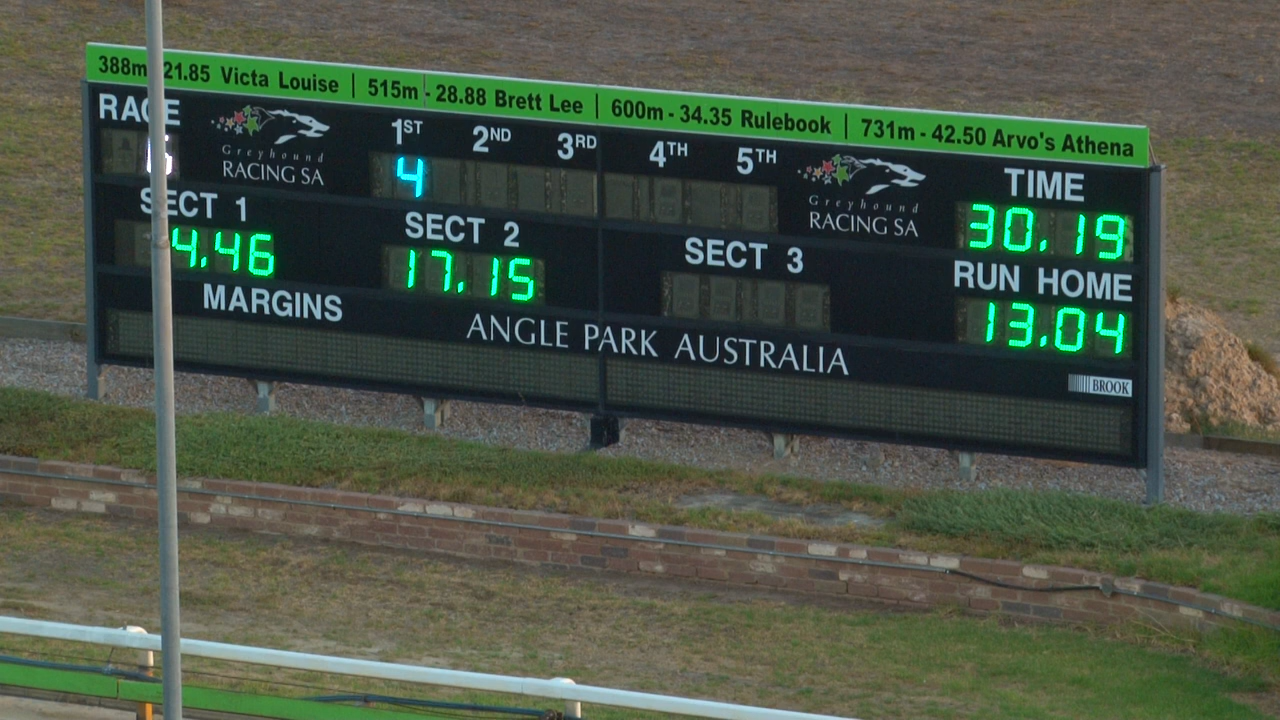 388m 21.85 Victa Louise | 515m - 28.88 Brett Lee | 600m - 34.35 Rulebook | 731m - 42.50 Arvo's Athena
RACE
Greyhound
RACING SA
1ST 2ND 3RD 4TH 5TH
4
Greyhound
RACING SA
TIME
30.19
SECT 1
4.46
SECT 2
17.15
SECT 3
RUN HOME
13.04
MARGINS
ANGLE PARK AUSTRALIA
BROOK